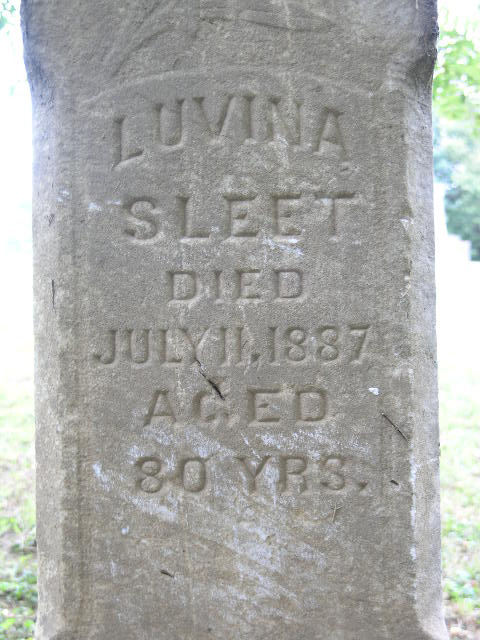 LUVINA
SLEET
DIED
JULY 11, 1887
AGED
80 YRS.